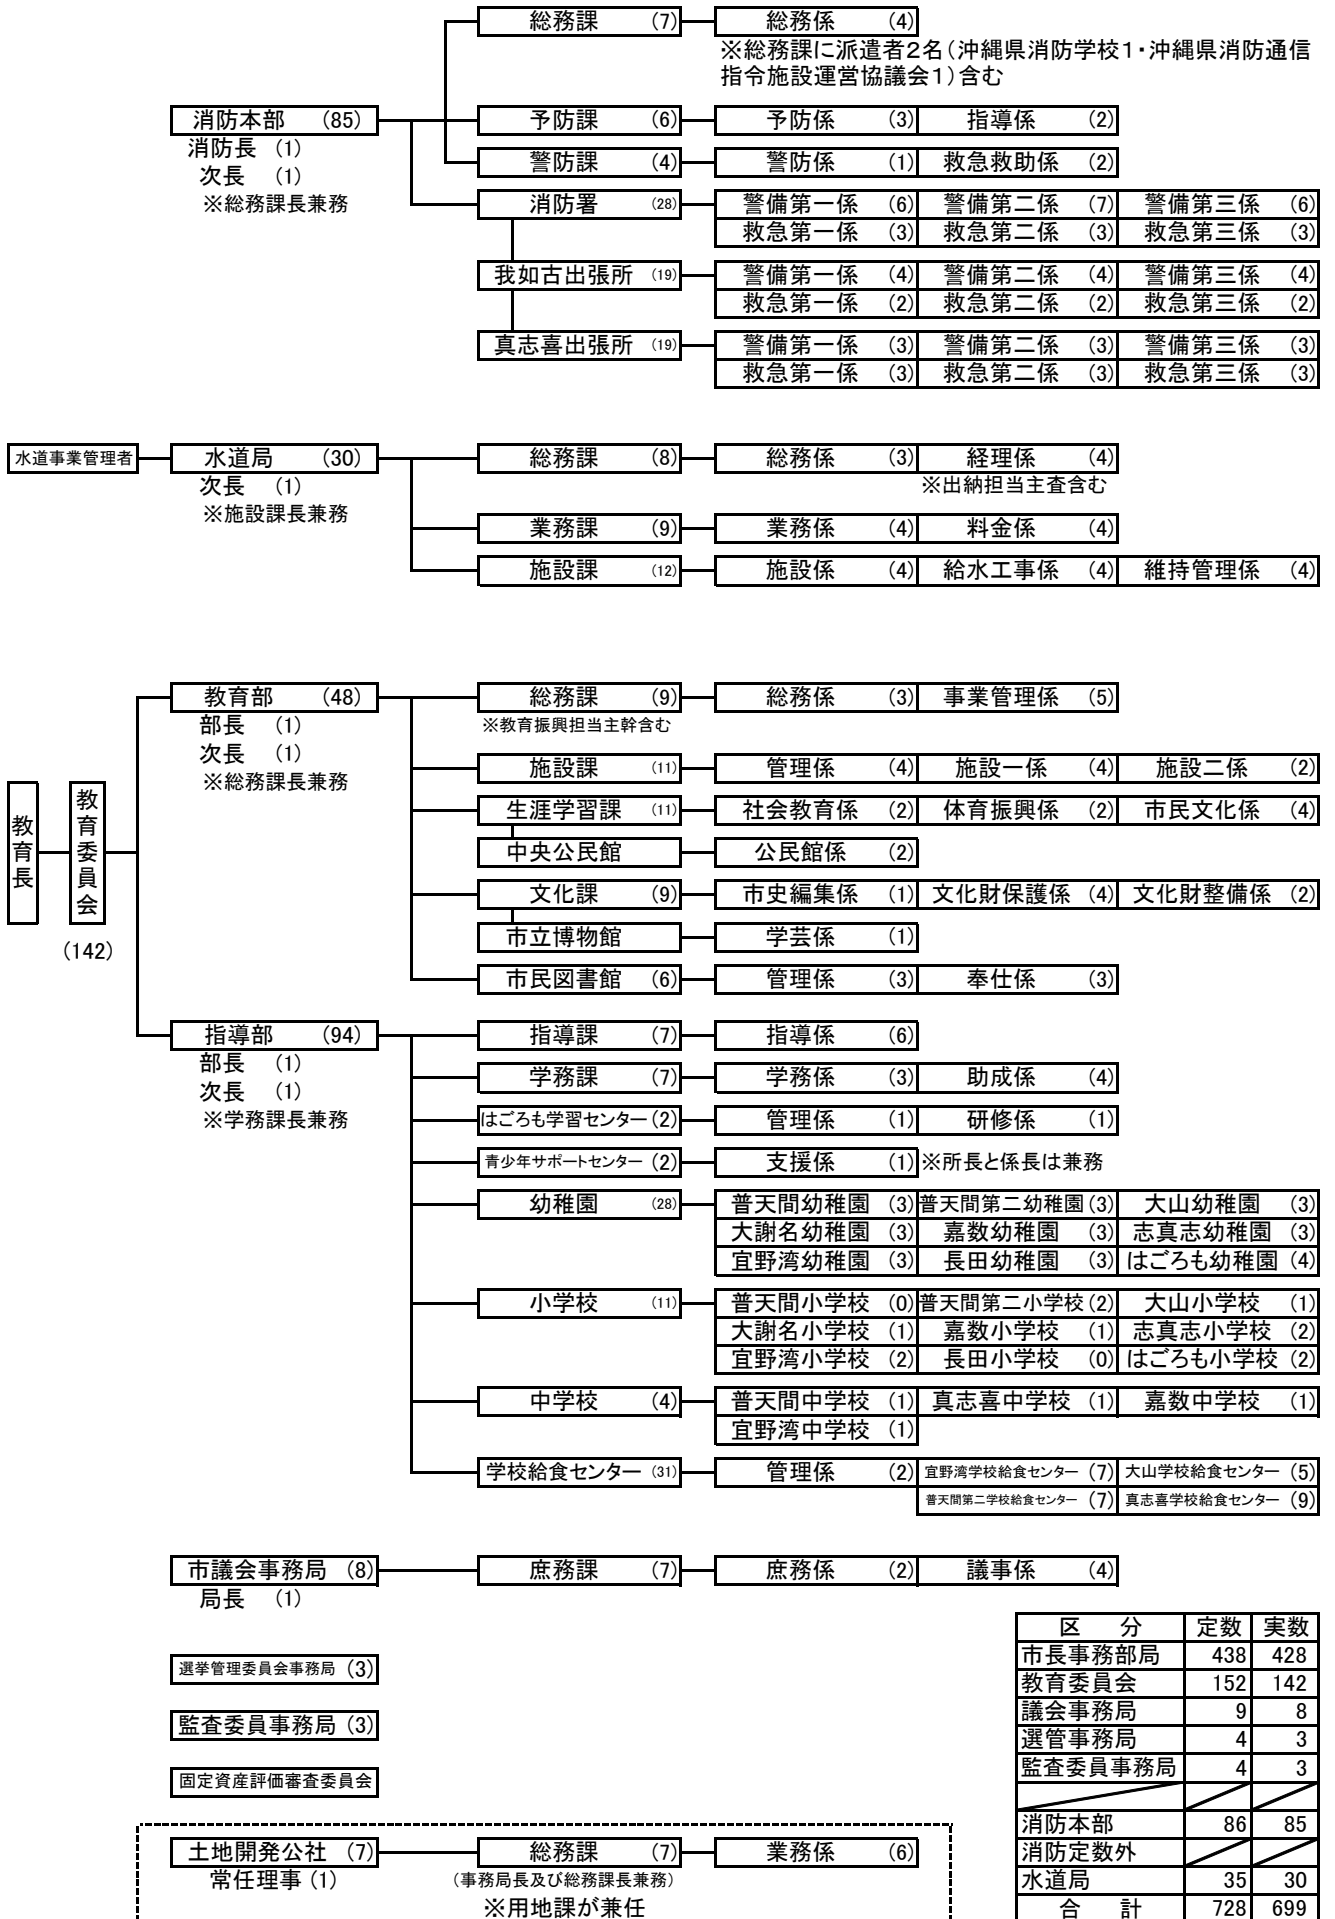 総務課 (7) 総務係 (4)
※総務課に派遣者2名(沖縄県消防学校1・沖縄県消防通信
指令施設運営協議会1)含む
消防本部 (85) 予防課 (6) 予防係 (3) 指導係 (2)
消防長 (1)
警防課 (4) 警防係 (1) 救急救助係 (2)
次長 (1)
※総務課長兼務
消防署 (28) 警備第一係 (6) 警備第二係 (7) 警備第三係 (6)
救急第一係 (3) 救急第二係 (3) 救急第三係 (3)
我如古出張所 (19) 警備第一係 (4) 警備第二係 (4) 警備第三係 (4)
救急第一係 (2) 救急第二係 (2) 救急第三係 (2)
真志喜出張所 (19) 警備第一係 (3) 警備第二係 (3) 警備第三係 (3)
救急第一係 (3) 救急第二係 (3) 救急第三係 (3)
水道事業管理者 水道局 (30) 総務課 (8) 総務係 (3) 経理係 (4)
次長 (1) ※出納担当主査含む
※施設課長兼務
業務課 (9) 業務係 (4) 料金係 (4)
施設課 (12) 施設係 (4) 給水工事係 (4) 維持管理係 (4)
教育長
教育委員会
(142)
教育部 (48) 総務課 (9) 総務係 (3) 事業管理係 (5)
部長 (1) ※教育振興担当主幹含む
次長 (1)
※総務課長兼務
施設課 (11) 管理係 (4) 施設一係 (4) 施設二係 (2)
生涯学習課 (11) 社会教育係 (2) 体育振興係 (2) 市民文化係 (4)
中央公民館 公民館係 (2)
文化課 (9) 市史編集係 (1) 文化財保護係 (4) 文化財整備係 (2)
市立博物館 学芸係 (1)
市民図書館 (6) 管理係 (3) 奉仕係 (3)
指導部 (94) 指導課 (7) 指導係 (6)
部長 (1)
次長 (1)
※学務課長兼務
学務課 (7) 学務係 (3) 助成係 (4)
はごろも学習センター (2) 管理係 (1) 研修係 (1)
青少年サポートセンター (2) 支援係 (1) ※所長と係長は兼務
幼稚園 (28) 普天間幼稚園 (3) 普天間第二幼稚園 (3) 大山幼稚園 (3)
大謝名幼稚園 (3) 嘉数幼稚園 (3) 志真志幼稚園 (3)
宜野湾幼稚園 (3) 長田幼稚園 (3) はごろも幼稚園 (4)
小学校 (11) 普天間小学校 (0) 普天間第二小学校 (2) 大山小学校 (1)
大謝名小学校 (1) 嘉数小学校 (1) 志真志小学校 (2)
宜野湾小学校 (2) 長田小学校 (0) はごろも小学校 (2)
中学校 (4) 普天間中学校 (1) 真志喜中学校 (1) 嘉数中学校 (1)
宜野湾中学校 (1)
学校給食センター (31) 管理係 (2) 宜野湾学校給食センター (7) 大山学校給食センター (5)
普天間第二学校給食センター (7) 真志喜学校給食センター (9)
市議会事務局 (8) 庶務課 (7) 庶務係 (2) 議事係 (4)
局長 (1)
選挙管理委員会事務局 (3)
監査委員事務局 (3)
固定資産評価審査委員会
土地開発公社 (7) 総務課 (7) 業務係 (6)
常任理事 (1) (事務局長及び総務課長兼務)
※用地課が兼任
区 分 定数 実数
市長事務部局 438 428
教育委員会 152 142
議会事務局 9 8
選管事務局 4 3
監査委員事務局 4 3
消防本部 86 85
消防定数外
水道局 35 30
合 計 728 699